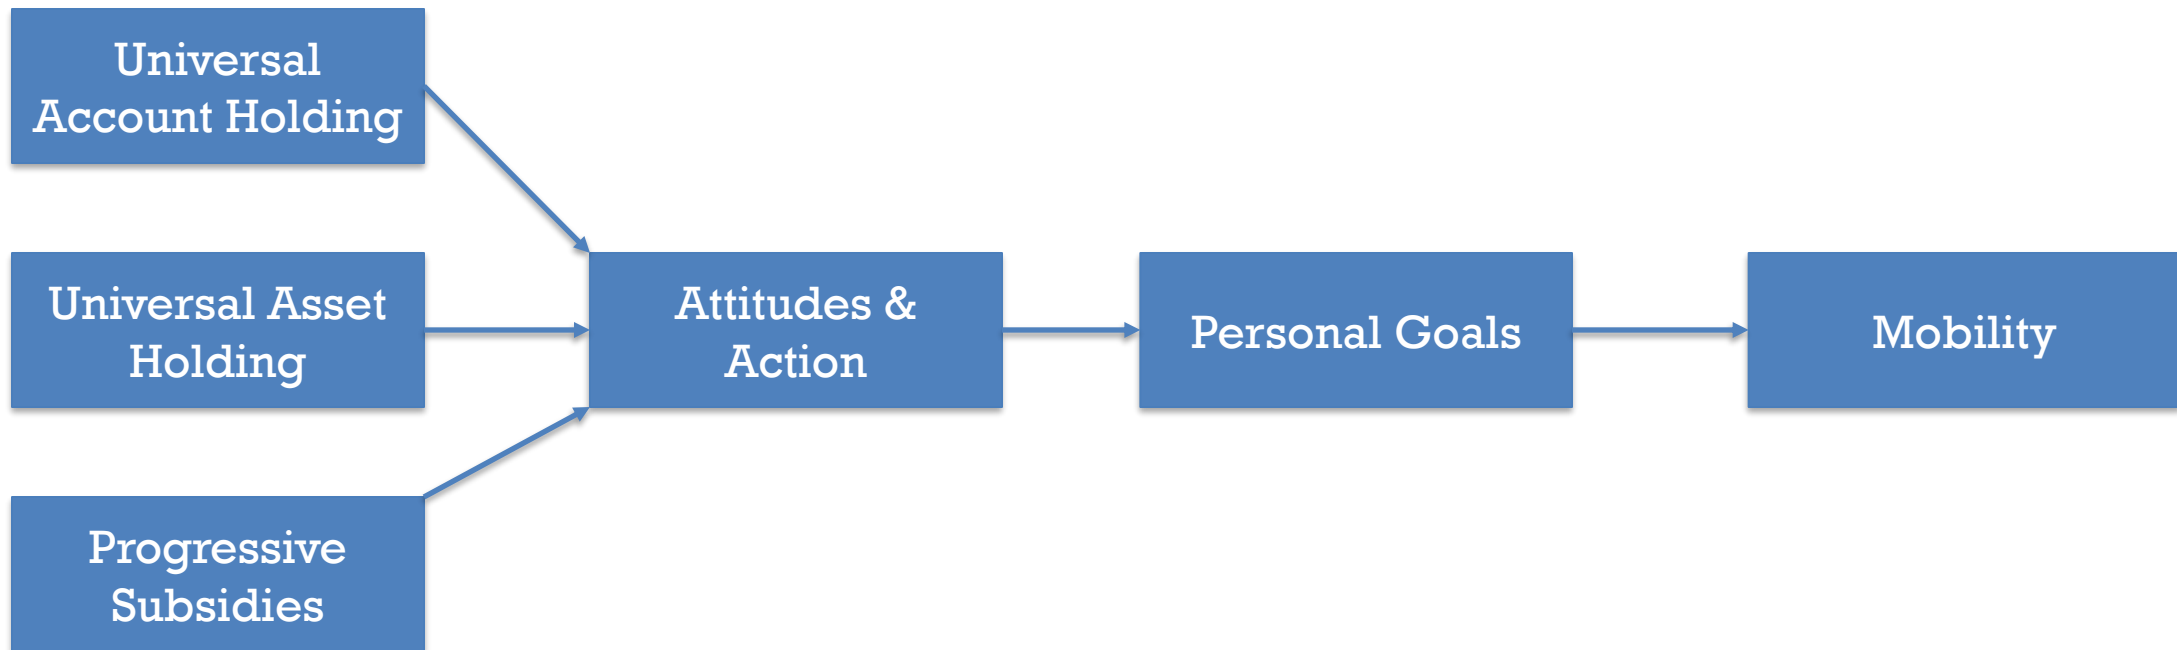 Universal
Account Holding
Universal Asset
Holding
Progressive
Subsidies
Attitudes &
Action
Personal Goals
Mobility